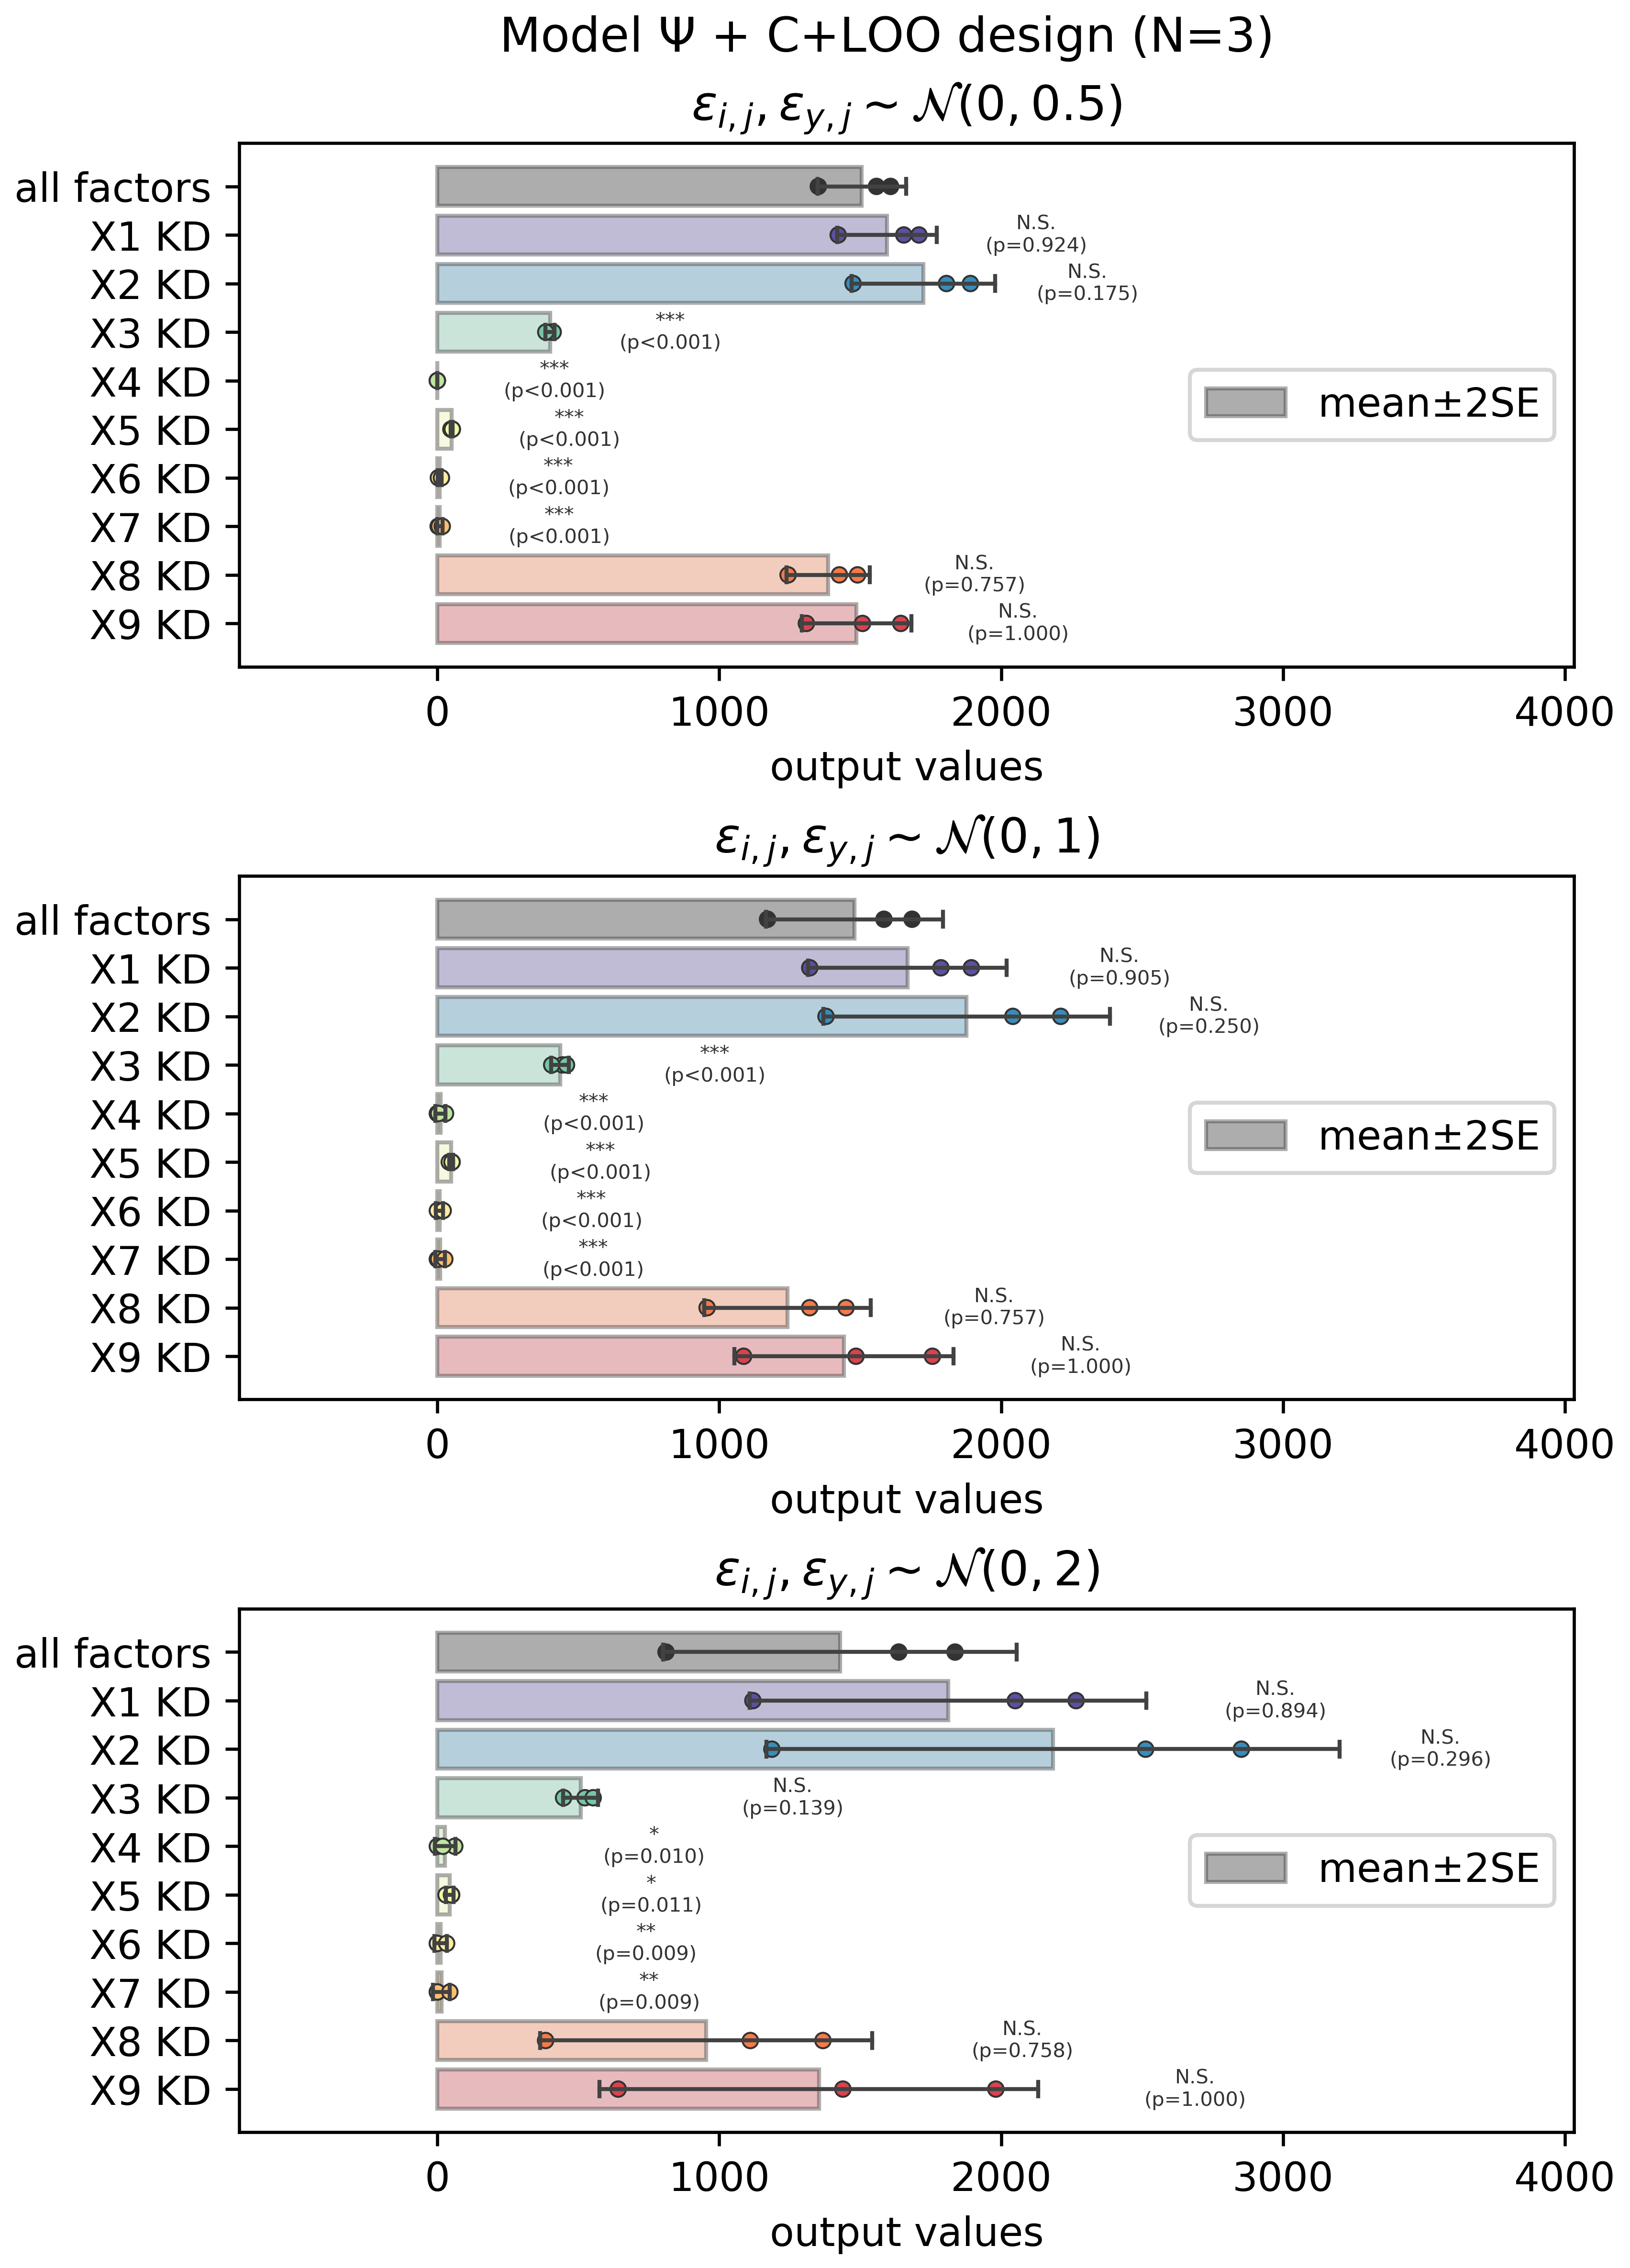 Model Ψ + C+LOO design (N=3)
ε_{i,j}, ε_{y,j} ~ 𝒩(0, 0.5)
all factors
X1 KD
N.S.
(p=0.924)
X2 KD
N.S.
(p=0.175)
X3 KD
***
(p<0.001)
X4 KD
***
(p<0.001)
X5 KD
***
(p<0.001)
X6 KD
***
(p<0.001)
X7 KD
***
(p<0.001)
X8 KD
N.S.
(p=0.757)
X9 KD
N.S.
(p=1.000)
mean±2SE
0 1000 2000 3000 4000
output values
ε_{i,j}, ε_{y,j} ~ 𝒩(0, 1)
all factors
X1 KD
N.S.
(p=0.905)
X2 KD
N.S.
(p=0.250)
X3 KD
***
(p<0.001)
X4 KD
***
(p<0.001)
X5 KD
***
(p<0.001)
X6 KD
***
(p<0.001)
X7 KD
***
(p<0.001)
X8 KD
N.S.
(p=0.757)
X9 KD
N.S.
(p=1.000)
mean±2SE
0 1000 2000 3000 4000
output values
ε_{i,j}, ε_{y,j} ~ 𝒩(0, 2)
all factors
X1 KD
N.S.
(p=0.894)
X2 KD
N.S.
(p=0.296)
X3 KD
N.S.
(p=0.139)
X4 KD
*
(p=0.010)
X5 KD
*
(p=0.011)
X6 KD
**
(p=0.009)
X7 KD
**
(p=0.009)
X8 KD
N.S.
(p=0.758)
X9 KD
N.S.
(p=1.000)
mean±2SE
0 1000 2000 3000 4000
output values